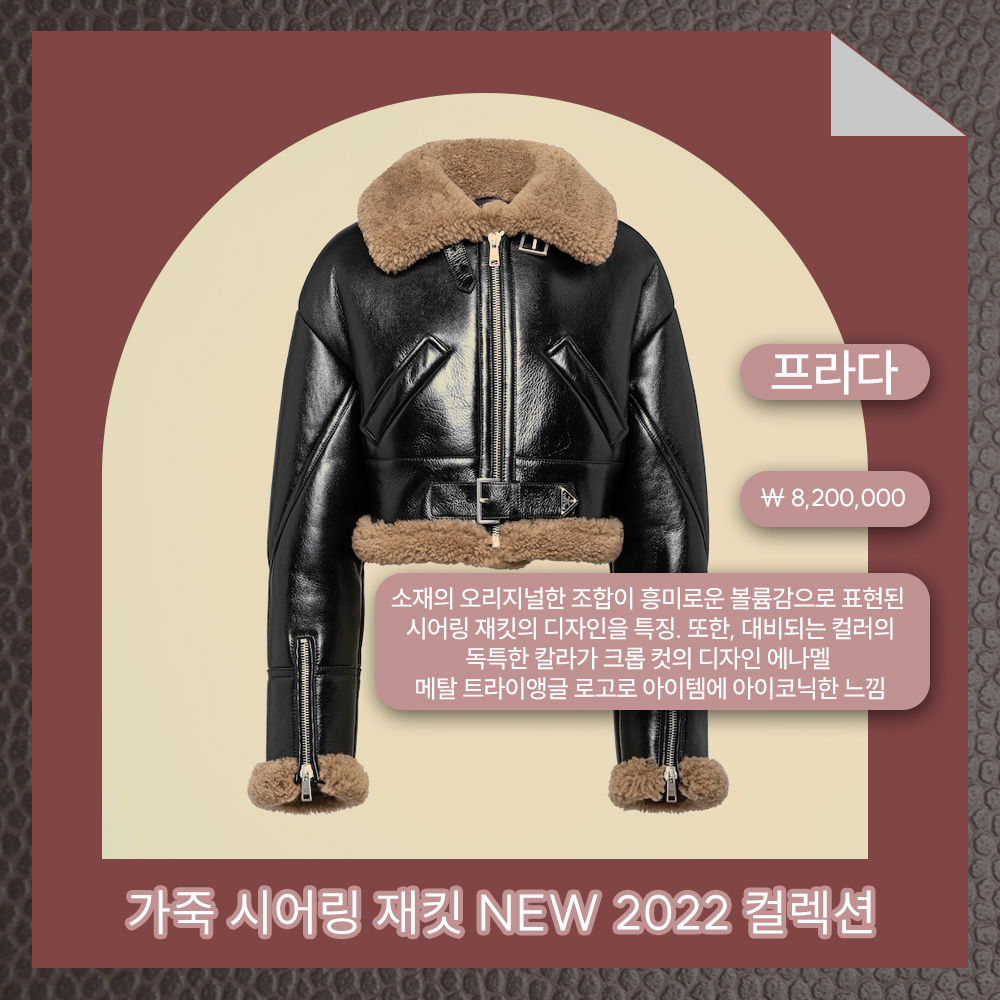 프라다
₩ 8,200,000
소재의 오리지널한 조합이 흥미로운 볼륨감으로 표현된
시어링 재킷의 디자인을 특징. 또한, 대비되는 컬러의
독특한 칼라가 크롭 컷의 디자인 에나멜
메탈 트라이앵글 로고로 아이템에 아이코닉한 느낌
가죽 시어링 재킷 NEW 2022 컬렉션